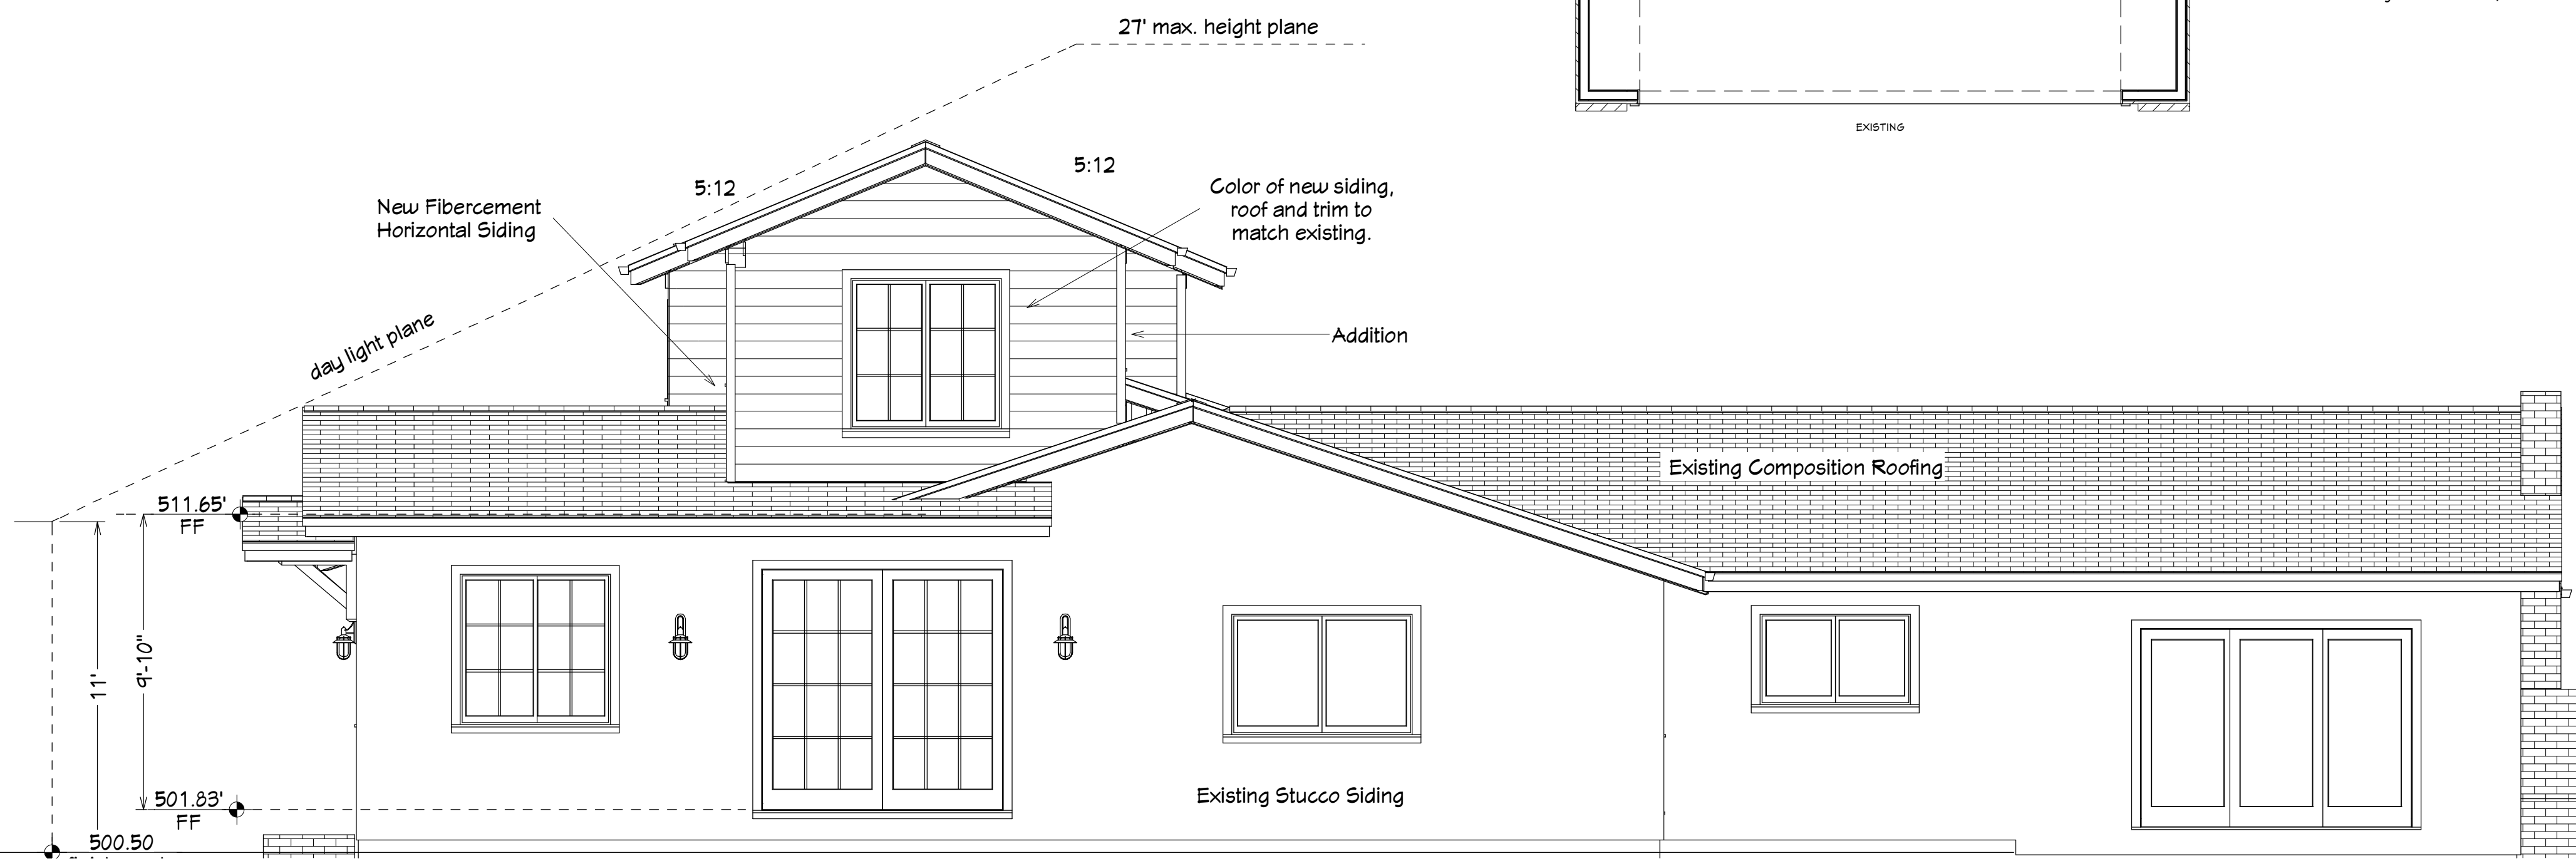 27' max. height plane
EXISTING
5:12
5:12
New Fibercement
Horizontal Siding
Color of new siding,
roof and trim to
match existing.
day light plane
Addition
Existing Composition Roofing
511.65'
FF
11'
9'-10"
Existing Stucco Siding
501.83'
FF
500.50